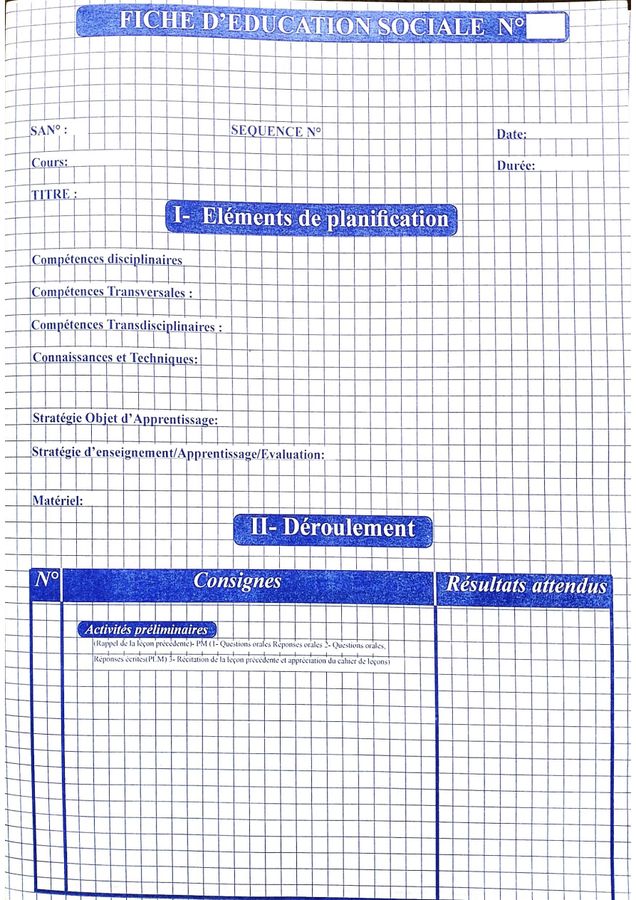 FICHE D'EDUCATION SOCIALE N°
SAN° : SEQUENCE N° Date:
Cours: Durée:
TITRE :
I- Eléments de planification
Compétences disciplinaires
Compétences Transversales :
Compétences Transdisciplinaires :
Connaissances et Techniques:
Stratégie Objet d'Apprentissage:
Stratégie d'enseignement/Apprentissage/Evaluation:
Matériel:
II- Déroulement
N° Consignes Résultats attendus
Activités préliminaires
(Rappel de la leçon précédente)- PM (1- Questions orales Réponses orales 2- Questions orales,
Réponses écrites(PLM) 3- Récitation de la leçon précédente et appréciation du cahier de leçons)